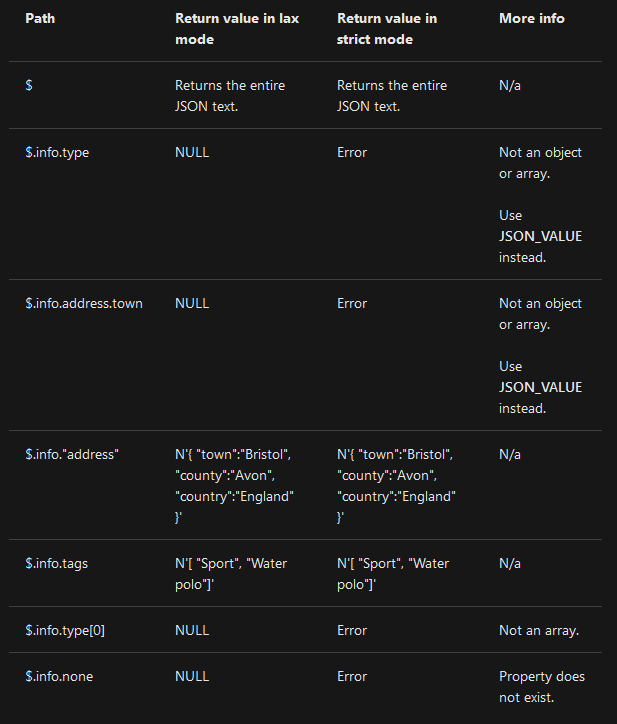 Path
Return value in lax
mode
Return value in
strict mode
More info
$
Returns the entire
JSON text.
Returns the entire
JSON text.
N/a
$.info.type
NULL
Error
Not an object
or array.
Use
JSON_VALUE
instead.
$.info.address.town
NULL
Error
Not an object
or array.
Use
JSON_VALUE
instead.
$.info."address"
N'{ "town":"Bristol",
"county":"Avon",
"country":"England"
}'
N'{ "town":"Bristol",
"county":"Avon",
"country":"England"
}'
N/a
$.info.tags
N'[ "Sport", "Water
polo"]'
N'[ "Sport", "Water
polo"]'
N/a
$.info.type[0]
NULL
Error
Not an array.
$.info.none
NULL
Error
Property does
not exist.